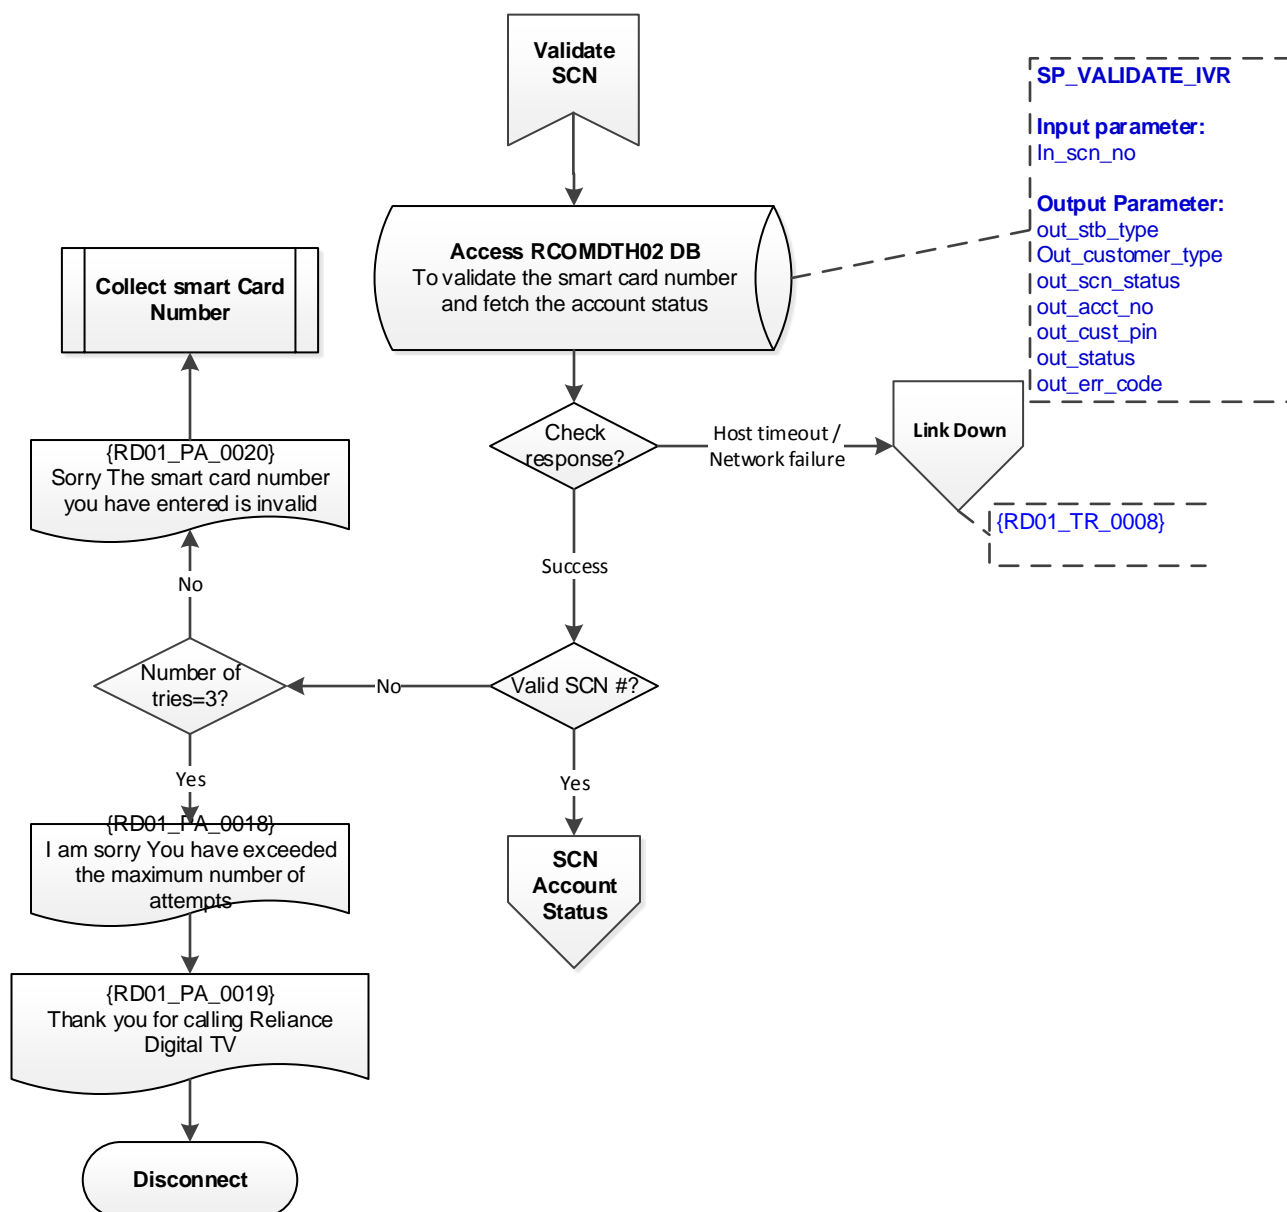 Validate
SCN
SP_VALIDATE_IVR
Input parameter:
In_scn_no
Output Parameter:
out_stb_type
Out_customer_type
out_scn_status
out_acct_no
out_cust_pin
out_status
out_err_code
Access RCOMDTH02 DB
To validate the smart card number
and fetch the account status
Collect smart Card
Number
Check
response?
Host timeout /
Network failure
Link Down
{RD01_TR_0008}
{RD01_PA_0020}
Sorry The smart card number
you have entered is invalid
Success
No
Number of
tries=3?
No
Valid SCN #?
Yes
Yes
{RD01_PA_0018}
I am sorry You have exceeded
the maximum number of
attempts
SCN
Account
Status
{RD01_PA_0019}
Thank you for calling Reliance
Digital TV
Disconnect